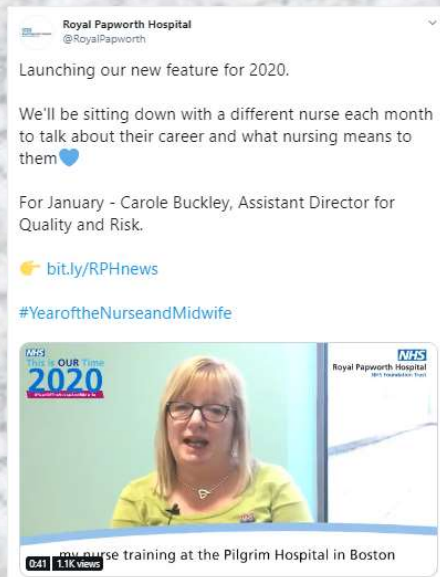 Royal Papworth Hospital
@RoyalPapworth
Launching our new feature for 2020.
We'll be sitting down with a different nurse each month
to talk about their career and what nursing means to
them
For January - Carole Buckley, Assistant Director for
Quality and Risk.
bit.ly/RPHnews
#YearoftheNurseandMidwife
NHS
This is OUR Time
2020
NHS
Royal Papworth Hospital
NHS Foundation Trust
my nurse training at the Pilgrim Hospital in Boston
0:41 1.1K views